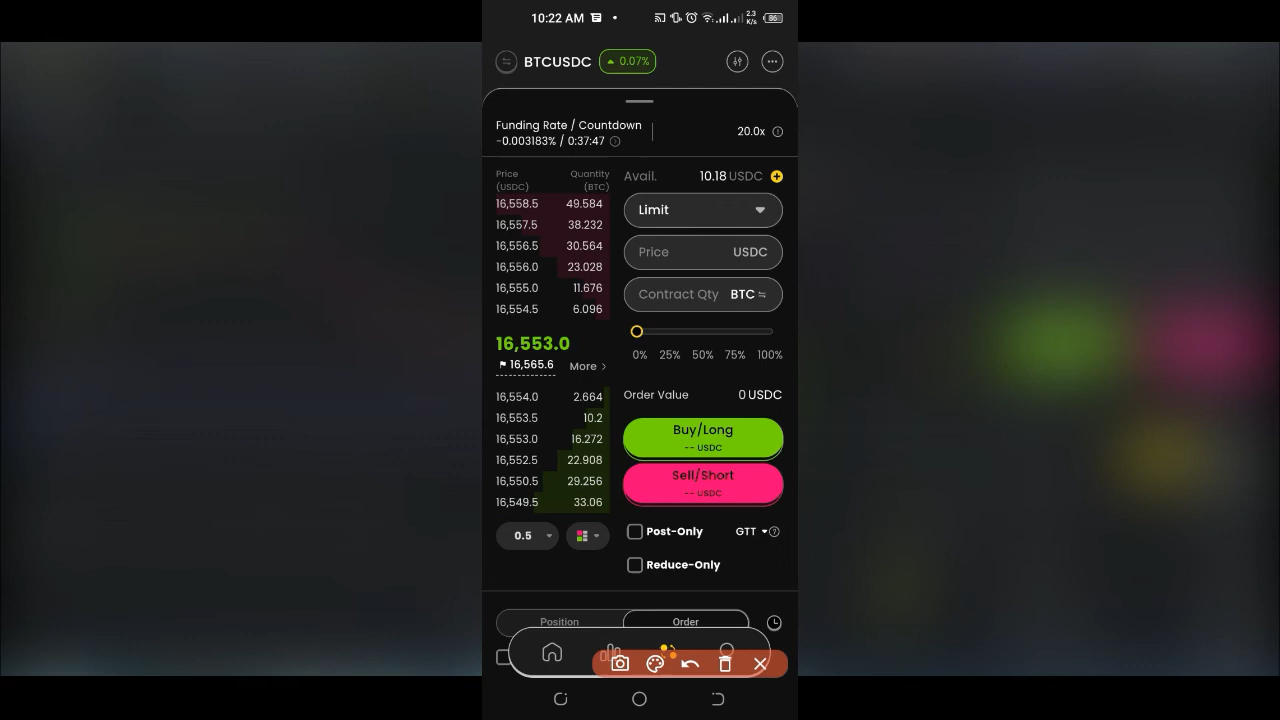 10:22 AM
2.3
K/s
86
BTCUSDC
0.07%
Funding Rate / Countdown
-0.003183% / 0:37:47
20.0x
Price
(USDC)
Quantity
(BTC)
16,558.5 49.584
16,557.5 38.232
16,556.5 30.564
16,556.0 23.028
16,555.0 11.676
16,554.5 6.096
16,553.0
16,565.6
More >
16,554.0 2.664
16,553.5 10.2
16,553.0 16.272
16,552.5 22.908
16,550.5 29.256
16,549.5 33.06
0.5
Avail. 10.18 USDC
Limit
Price USDC
Contract Qty BTC
0% 25% 50% 75% 100%
Order Value 0 USDC
Buy/Long
-- USDC
Sell/Short
-- USDC
Post-Only GTT
Reduce-Only
Position Order